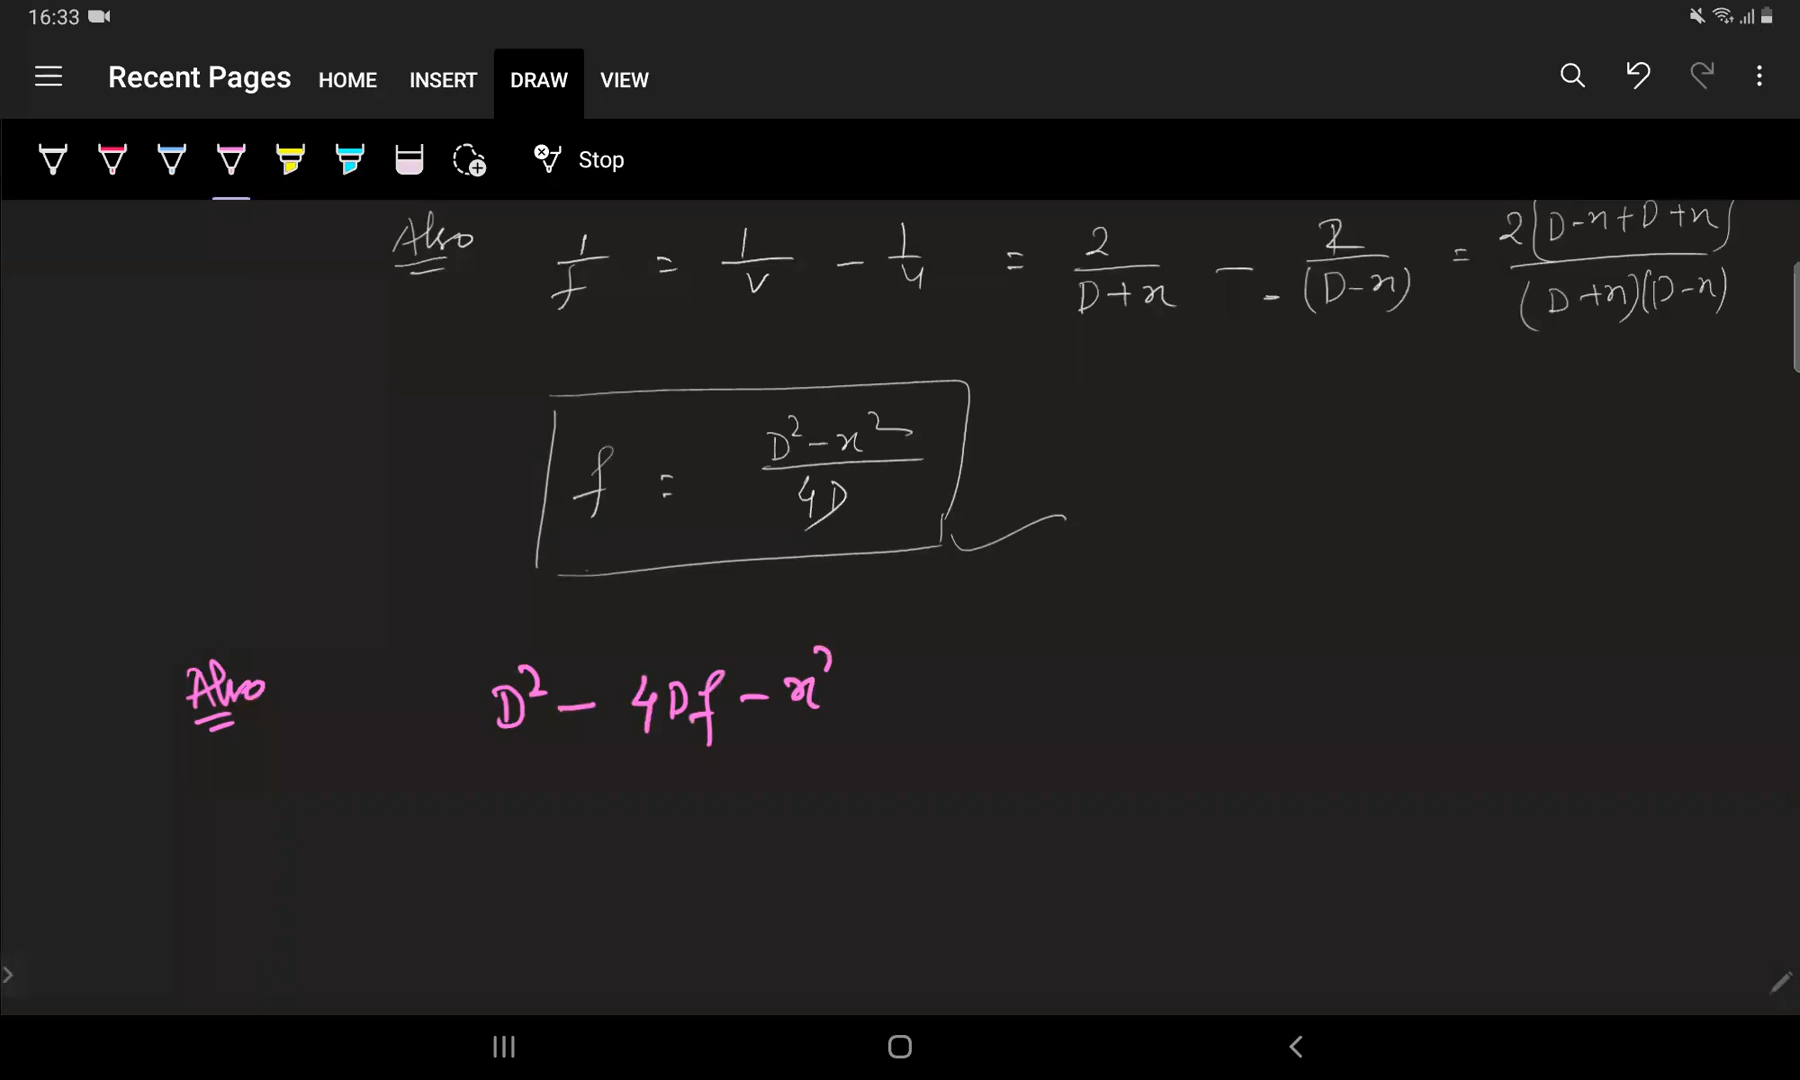 16:33
Recent Pages HOME INSERT DRAW VIEW
Stop
Also 1/f = 1/v - 1/u = 2/(D+x) - 2/-(D-x) = 2(D-x+D+x)/(D+x)(D-x)
f = D²-x²/4D
Also D² - 4Df - x²